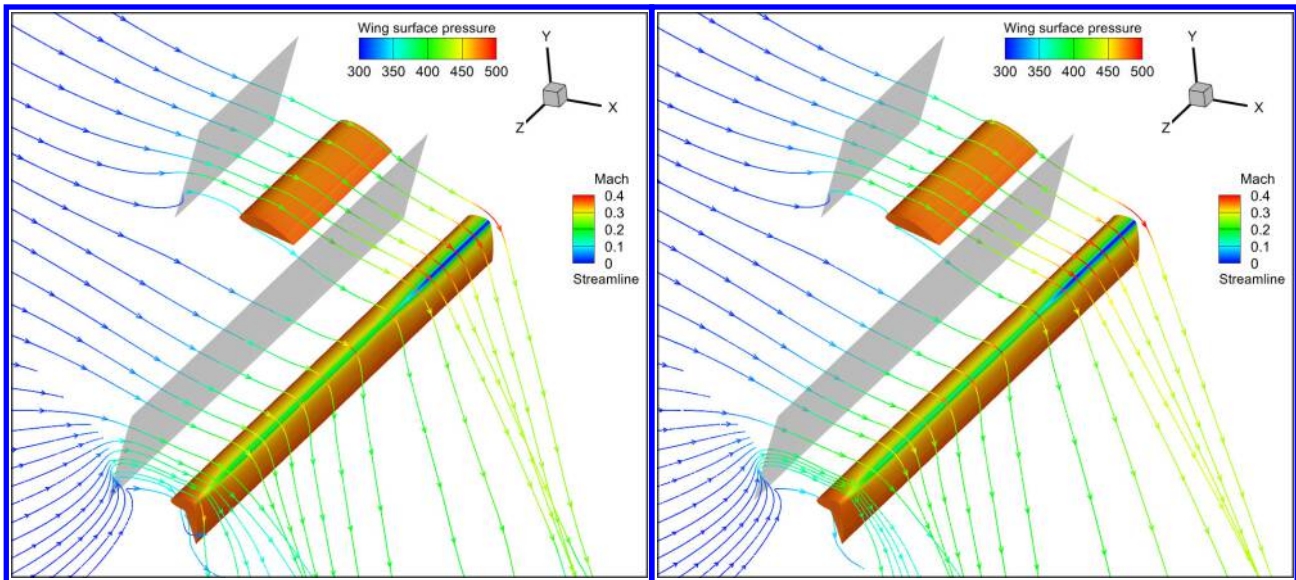 Wing surface pressure
300 350 400 450 500
Y
X
Z
Mach
0.4
0.3
0.2
0.1
0
Streamline
Wing surface pressure
300 350 400 450 500
Y
X
Z
Mach
0.4
0.3
0.2
0.1
0
Streamline